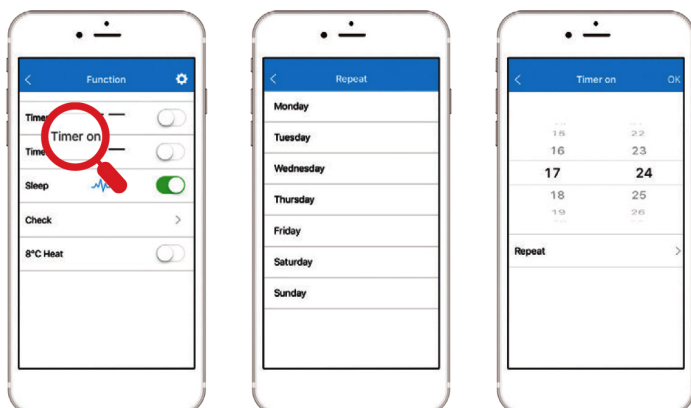 Function
Time
Timer on
Time
Sleep
Check
8°C Heat
Repeat
Monday
Tuesday
Wednesday
Thursday
Friday
Saturday
Sunday
Timer on OK
15 22
16 23
17 24
18 25
19 26
Repeat